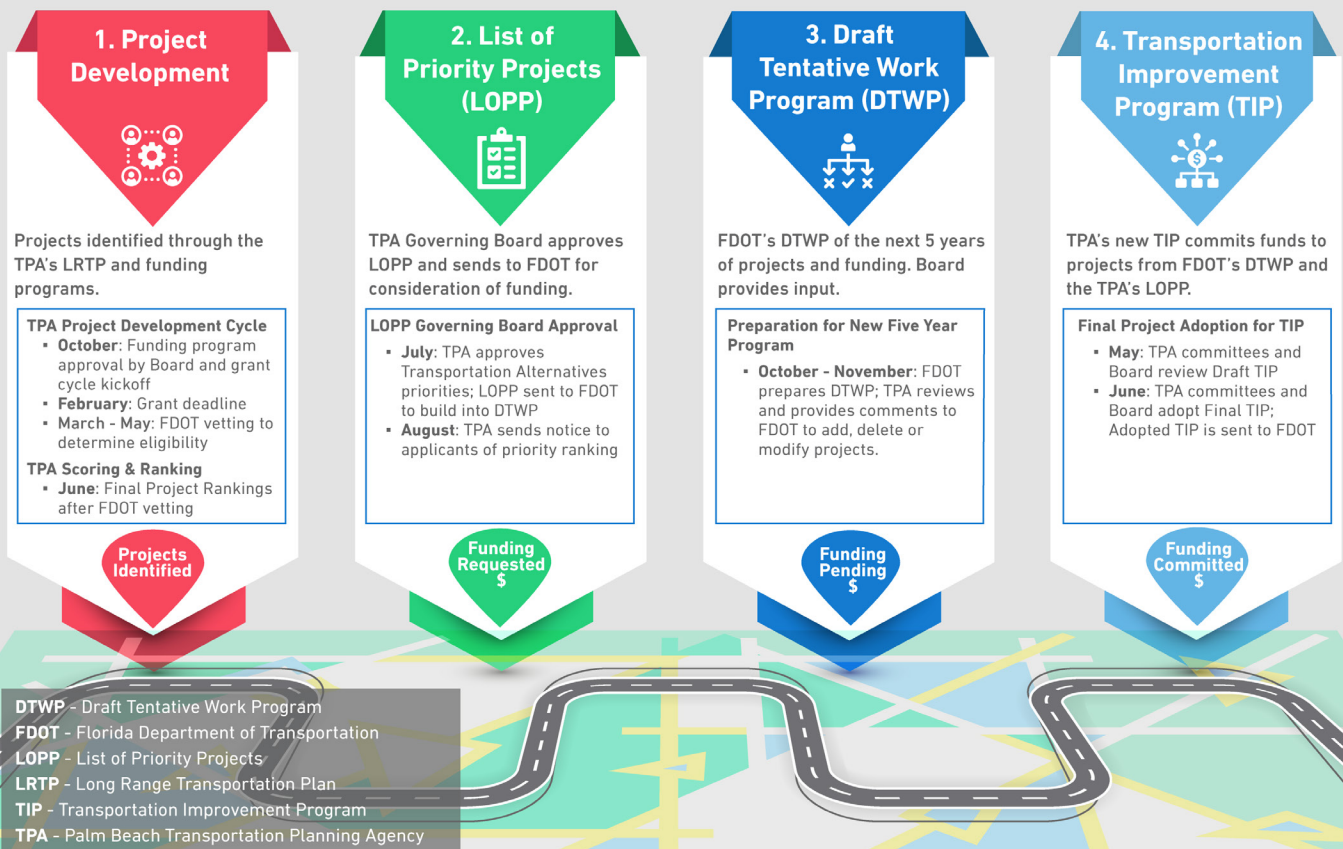 1. Project
Development
Projects identified through the
TPA's LRTP and funding
programs.
TPA Project Development Cycle
▪ October: Funding program
approval by Board and grant
cycle kickoff
▪ February: Grant deadline
▪ March - May: FDOT vetting to
determine eligibility
TPA Scoring & Ranking
▪ June: Final Project Rankings
after FDOT vetting
Projects
Identified
2. List of
Priority Projects
(LOPP)
TPA Governing Board approves
LOPP and sends to FDOT for
consideration of funding.
LOPP Governing Board Approval
▪ July: TPA approves
Transportation Alternatives
priorities; LOPP sent to FDOT
to build into DTWP
▪ August: TPA sends notice to
applicants of priority ranking
Funding
Requested
$
3. Draft
Tentative Work
Program (DTWP)
FDOT's DTWP of the next 5 years
of projects and funding. Board
provides input.
Preparation for New Five Year
Program
▪ October - November: FDOT
prepares DTWP; TPA reviews
and provides comments to
FDOT to add, delete or
modify projects.
Funding
Pending
$
4. Transportation
Improvement
Program (TIP)
$
TPA's new TIP commits funds to
projects from FDOT's DTWP and
the TPA's LOPP.
Final Project Adoption for TIP
▪ May: TPA committees and
Board review Draft TIP
▪ June: TPA committees and
Board adopt Final TIP;
Adopted TIP is sent to FDOT
Funding
Committed
$
DTWP - Draft Tentative Work Program
FDOT - Florida Department of Transportation
LOPP - List of Priority Projects
LRTP - Long Range Transportation Plan
TIP - Transportation Improvement Program
TPA - Palm Beach Transportation Planning Agency